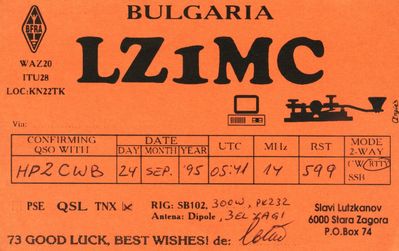 BULGARIA
BFRA
LZ1MC
WAZ20
ITU28
LOC:KN22TK
Via:
CONFIRMING QSO WITH DATE DAY MONTH YEAR UTC MHz RST MODE 2-WAY
HP2CWB 24 SEP. '95 05:41 14 599 CW RTTY SSB
PSE QSL TNX RIG: SB102, 300W, PK232
Antena: Dipole, 3EL YAGI
Slavi Lutzkanov
6000 Stara Zagora
P.O.Box 74
73 GOOD LUCK, BEST WISHES! de: